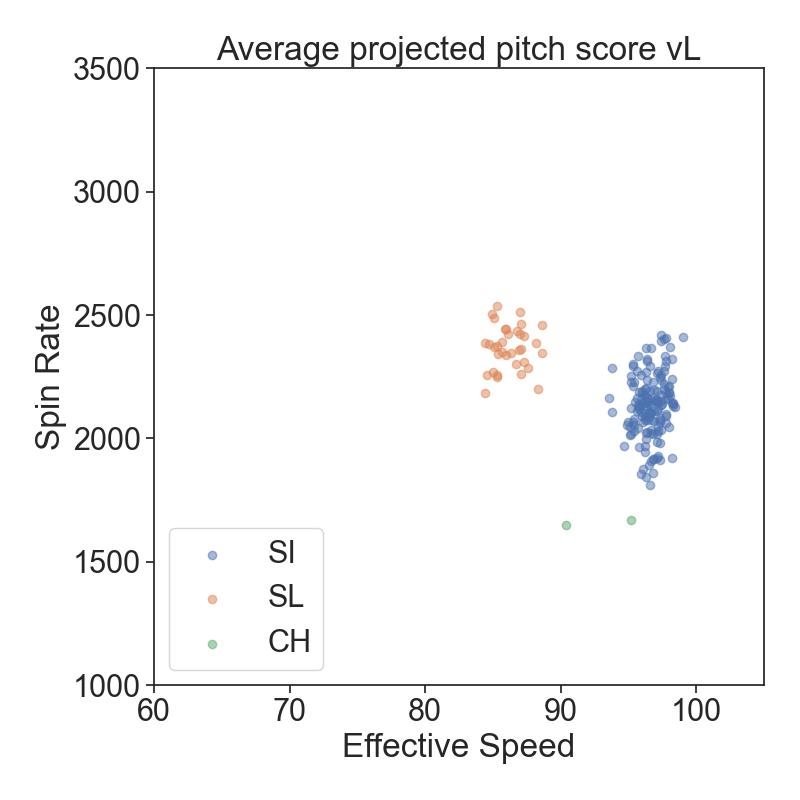 Average projected pitch score vL
3500
3000
2500
2000
1500
1000
Spin Rate
SI
SL
CH
60 70 80 90 100
Effective Speed